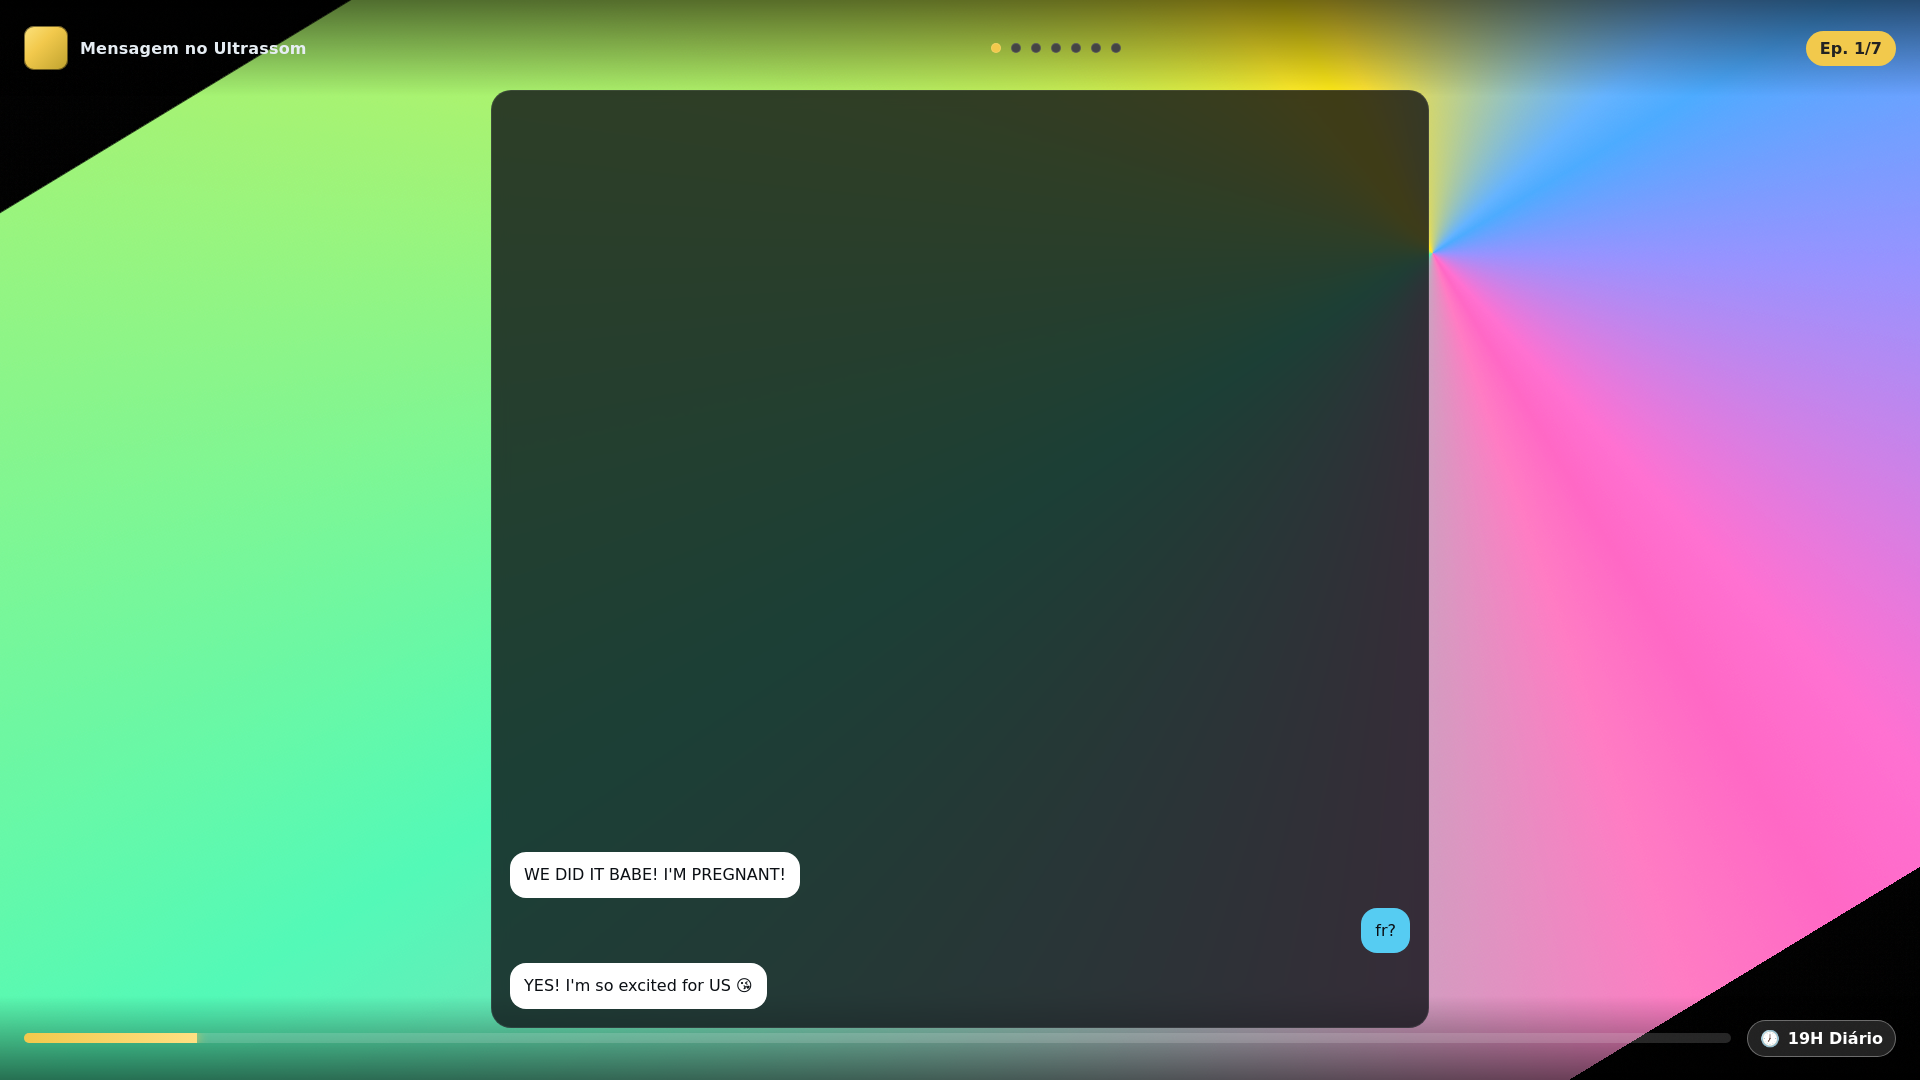 Mensagem no Ultrassom
Ep. 1/7
WE DID IT BABE! I'M PREGNANT!
fr?
YES! I'm so excited for US 😘
🕖 19H Diário